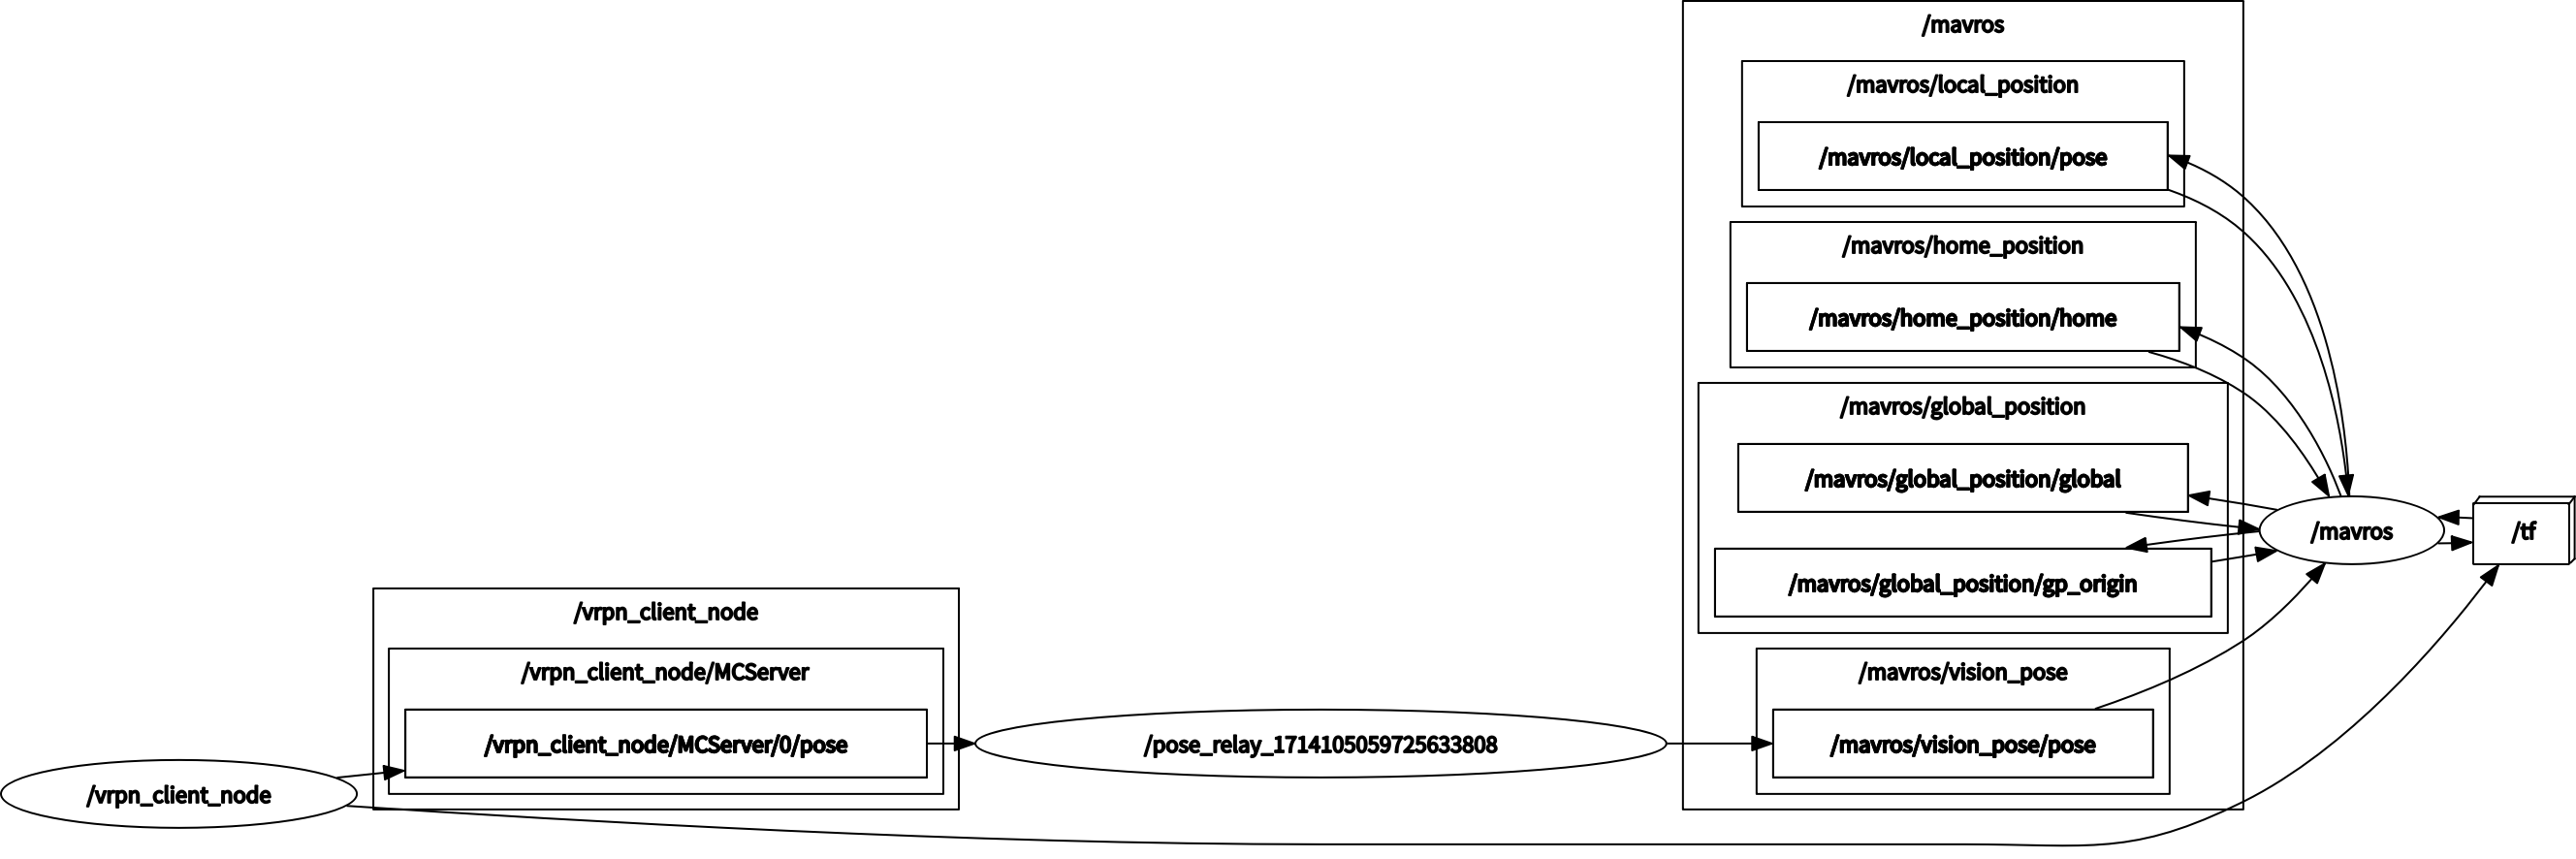 /mavros
/mavros/local_position
/mavros/local_position/pose
/mavros/home_position
/mavros/home_position/home
/mavros/global_position
/mavros/global_position/global
/mavros/global_position/gp_origin
/mavros
/tf
/vrpn_client_node
/vrpn_client_node/MCServer
/vrpn_client_node/MCServer/0/pose
/pose_relay_1714105059725633808
/mavros/vision_pose
/mavros/vision_pose/pose
/vrpn_client_node